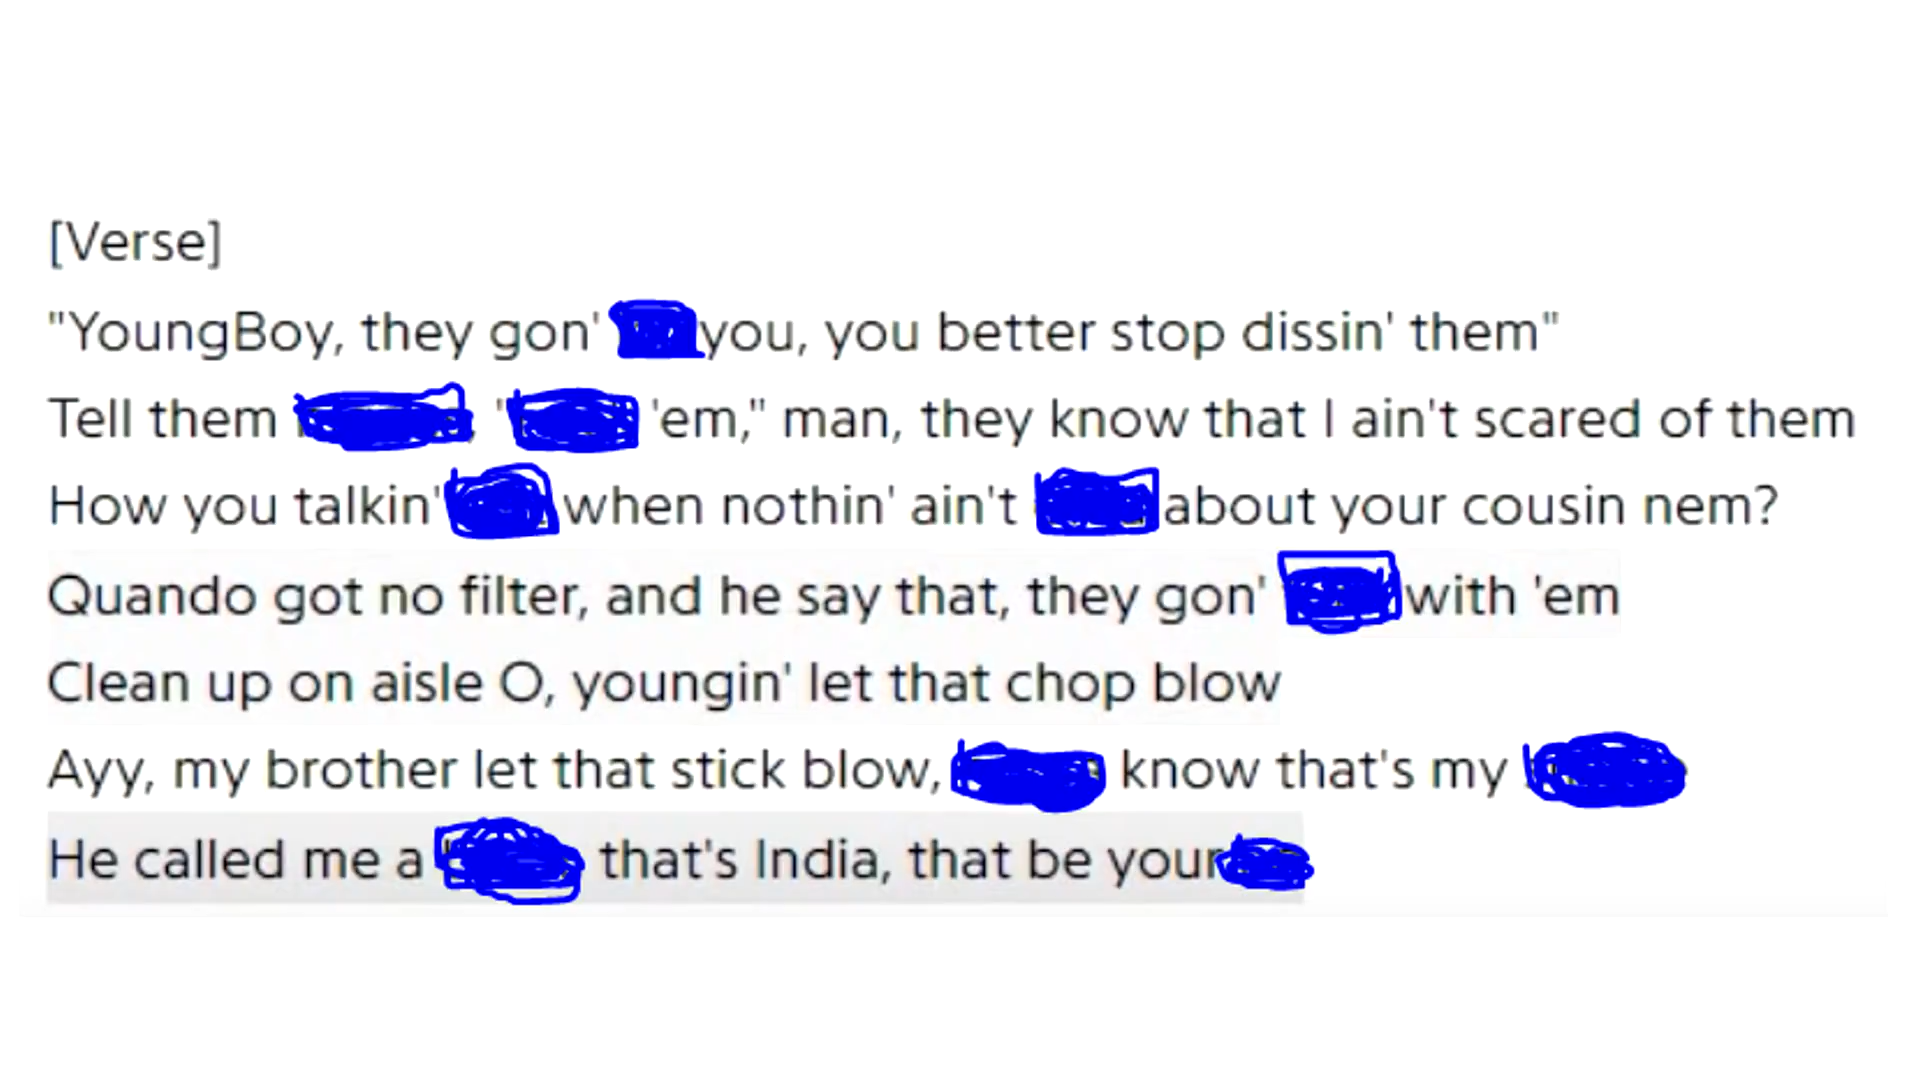 [Verse]
"YoungBoy, they gon' you, you better stop dissin' them"
Tell them " 'em," man, they know that I ain't scared of them
How you talkin' when nothin' ain't about your cousin nem?
Quando got no filter, and he say that, they gon' with 'em
Clean up on aisle O, youngin' let that chop blow
Ayy, my brother let that stick blow, know that's my
He called me a that's India, that be your